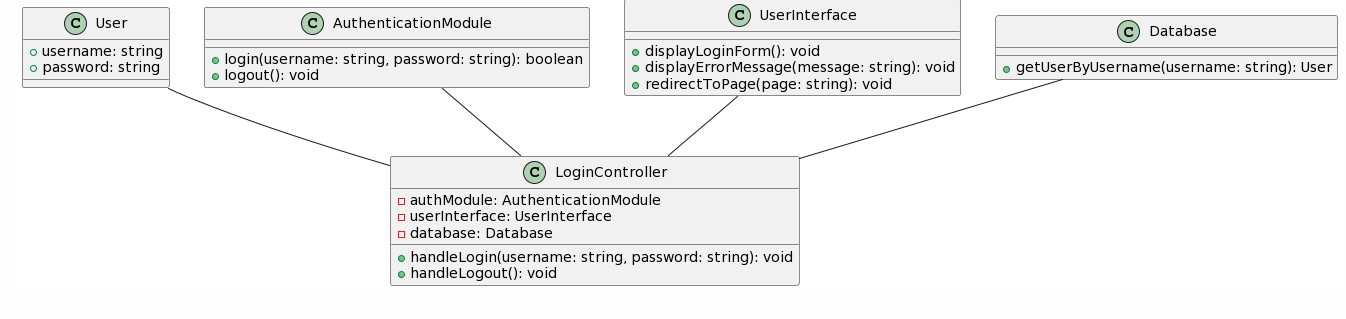 C User
username: string
password: string
C AuthenticationModule
login(username: string, password: string): boolean
logout(): void
C UserInterface
displayLoginForm(): void
displayErrorMessage(message: string): void
redirectToPage(page: string): void
C Database
getUserByUsername(username: string): User
C LoginController
authModule: AuthenticationModule
userInterface: UserInterface
database: Database
handleLogin(username: string, password: string): void
handleLogout(): void